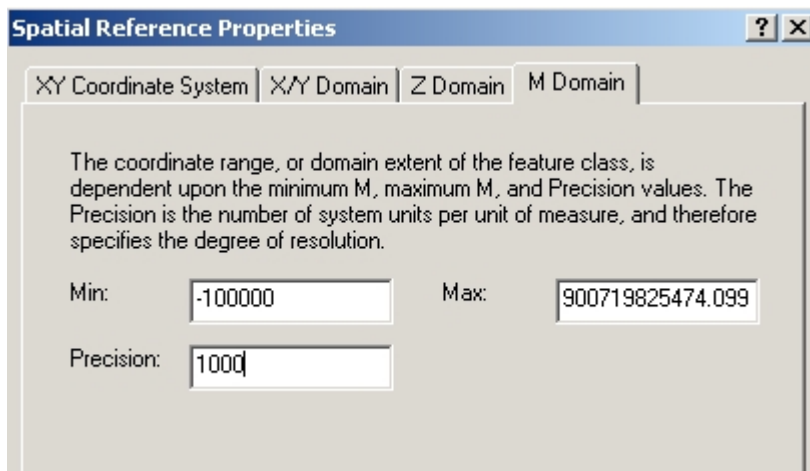 Spatial Reference Properties
XY Coordinate System X/Y Domain Z Domain M Domain
The coordinate range, or domain extent of the feature class, is
dependent upon the minimum M, maximum M, and Precision values. The
Precision is the number of system units per unit of measure, and therefore
specifies the degree of resolution.
Min: -100000 Max: 900719825474.099
Precision: 1000